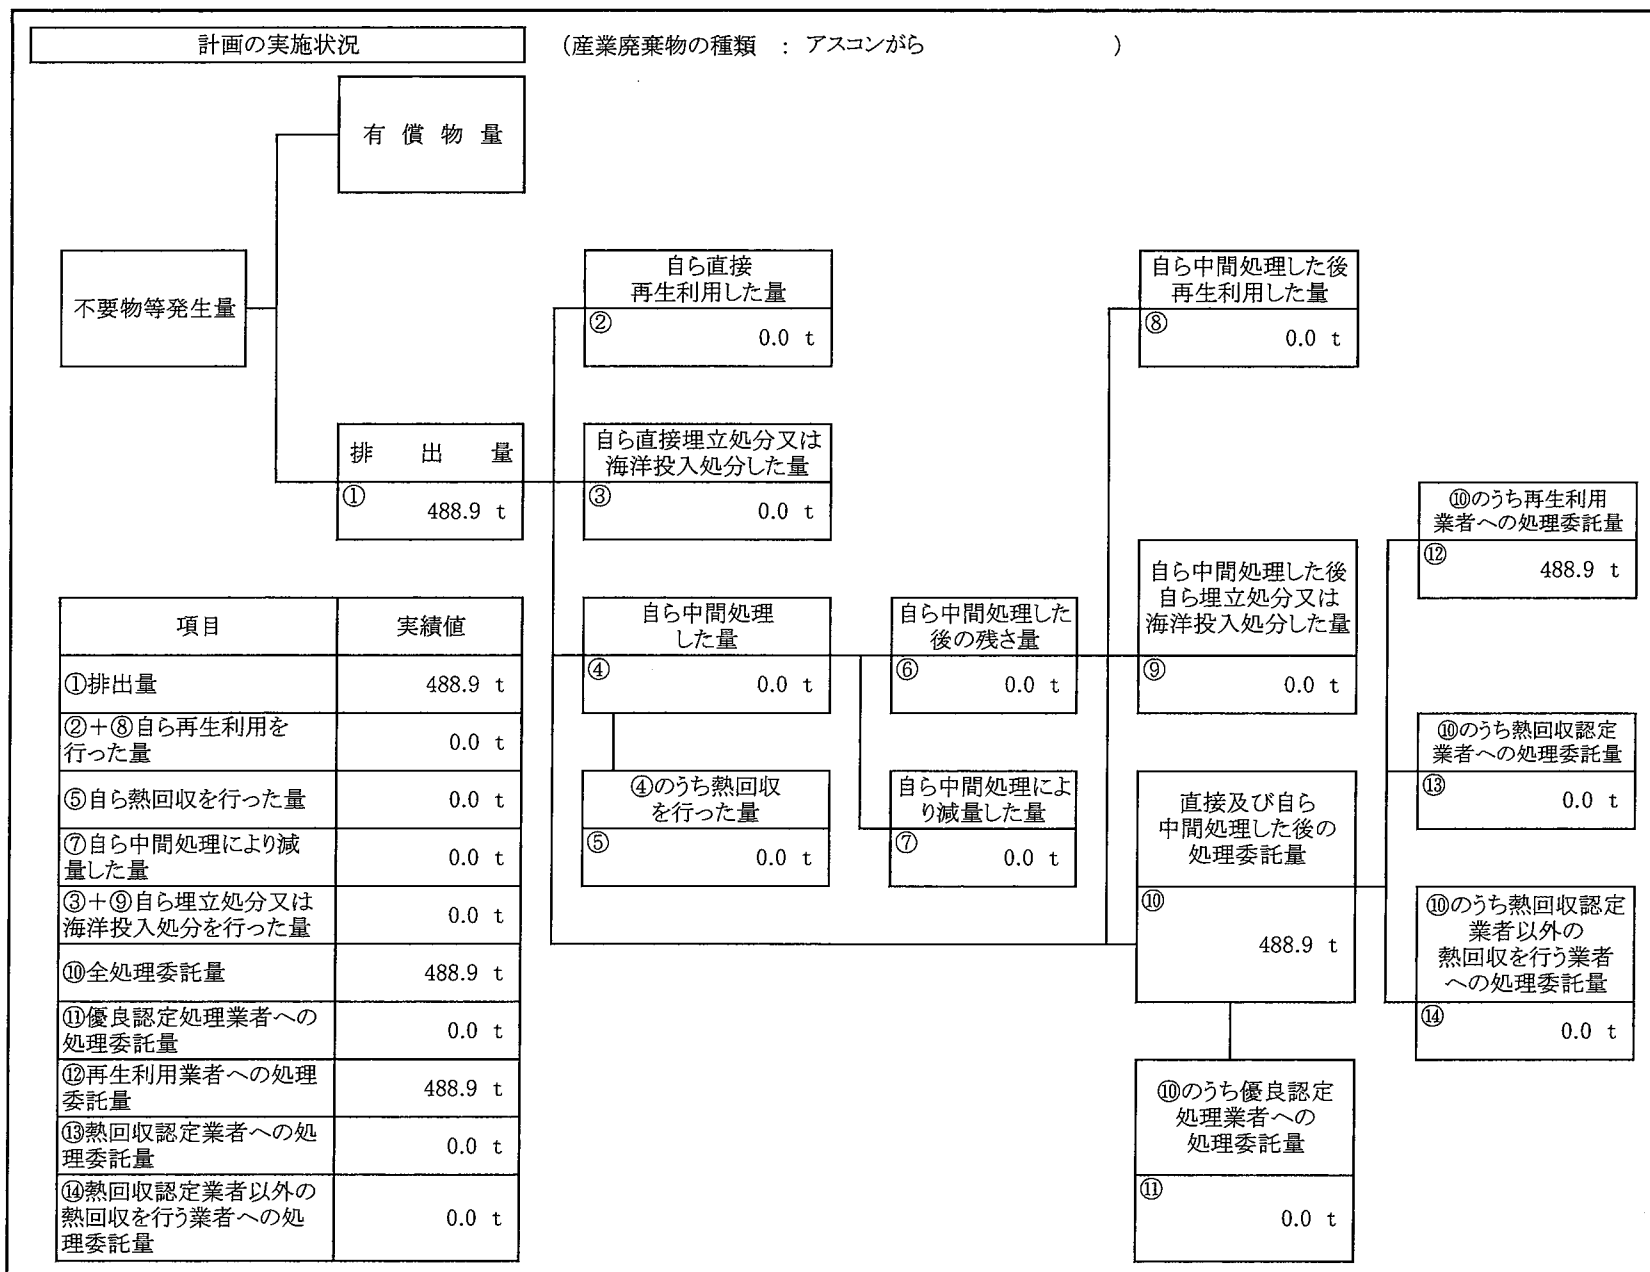 計画の実施状況 （産業廃棄物の種類 ： アスコンがら ）
有 償 物 量
不要物等発生量
自ら直接
再生利用した量
② 0.0 t
自ら中間処理した後
再生利用した量
⑧ 0.0 t
排 出 量
① 488.9 t
自ら直接埋立処分又は
海洋投入処分した量
③ 0.0 t
⑩のうち再生利用
業者への処理委託量
⑫ 488.9 t
自ら中間処理した後
自ら埋立処分又は
海洋投入処分した量
⑨ 0.0 t
自ら中間処理
した量
④ 0.0 t
自ら中間処理した
後の残さ量
⑥ 0.0 t
⑩のうち熱回収認定
業者への処理委託量
⑬ 0.0 t
④のうち熱回収
を行った量
⑤ 0.0 t
自ら中間処理によ
り減量した量
⑦ 0.0 t
直接及び自ら
中間処理した後の
処理委託量
⑩ 488.9 t
⑩のうち熱回収認定
業者以外の
熱回収を行う業者
への処理委託量
⑭ 0.0 t
⑩のうち優良認定
処理業者への
処理委託量
⑪ 0.0 t
項目 実績値
①排出量 488.9 t
②＋⑧自ら再生利用を
行った量 0.0 t
⑤自ら熱回収を行った量 0.0 t
⑦自ら中間処理により減
量した量 0.0 t
③＋⑨自ら埋立処分又は
海洋投入処分を行った量 0.0 t
⑩全処理委託量 488.9 t
⑪優良認定処理業者への
処理委託量 0.0 t
⑫再生利用業者への処理
委託量 488.9 t
⑬熱回収認定業者への処
理委託量 0.0 t
⑭熱回収認定業者以外の
熱回収を行う業者への処
理委託量 0.0 t